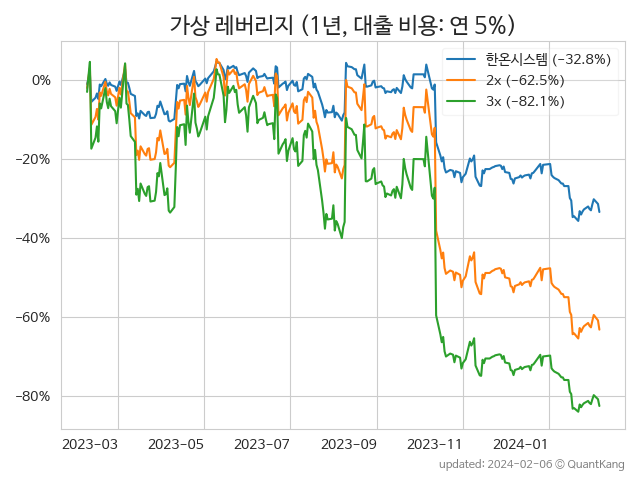 가상 레버리지 (1년, 대출 비용: 연 5%)
한온시스템 (−32.8%)
2x (−62.5%)
3x (−82.1%)
0%
−20%
−40%
−60%
−80%
2023-03 2023-05 2023-07 2023-09 2023-11 2024-01
updated: 2024-02-06 © QuantKang